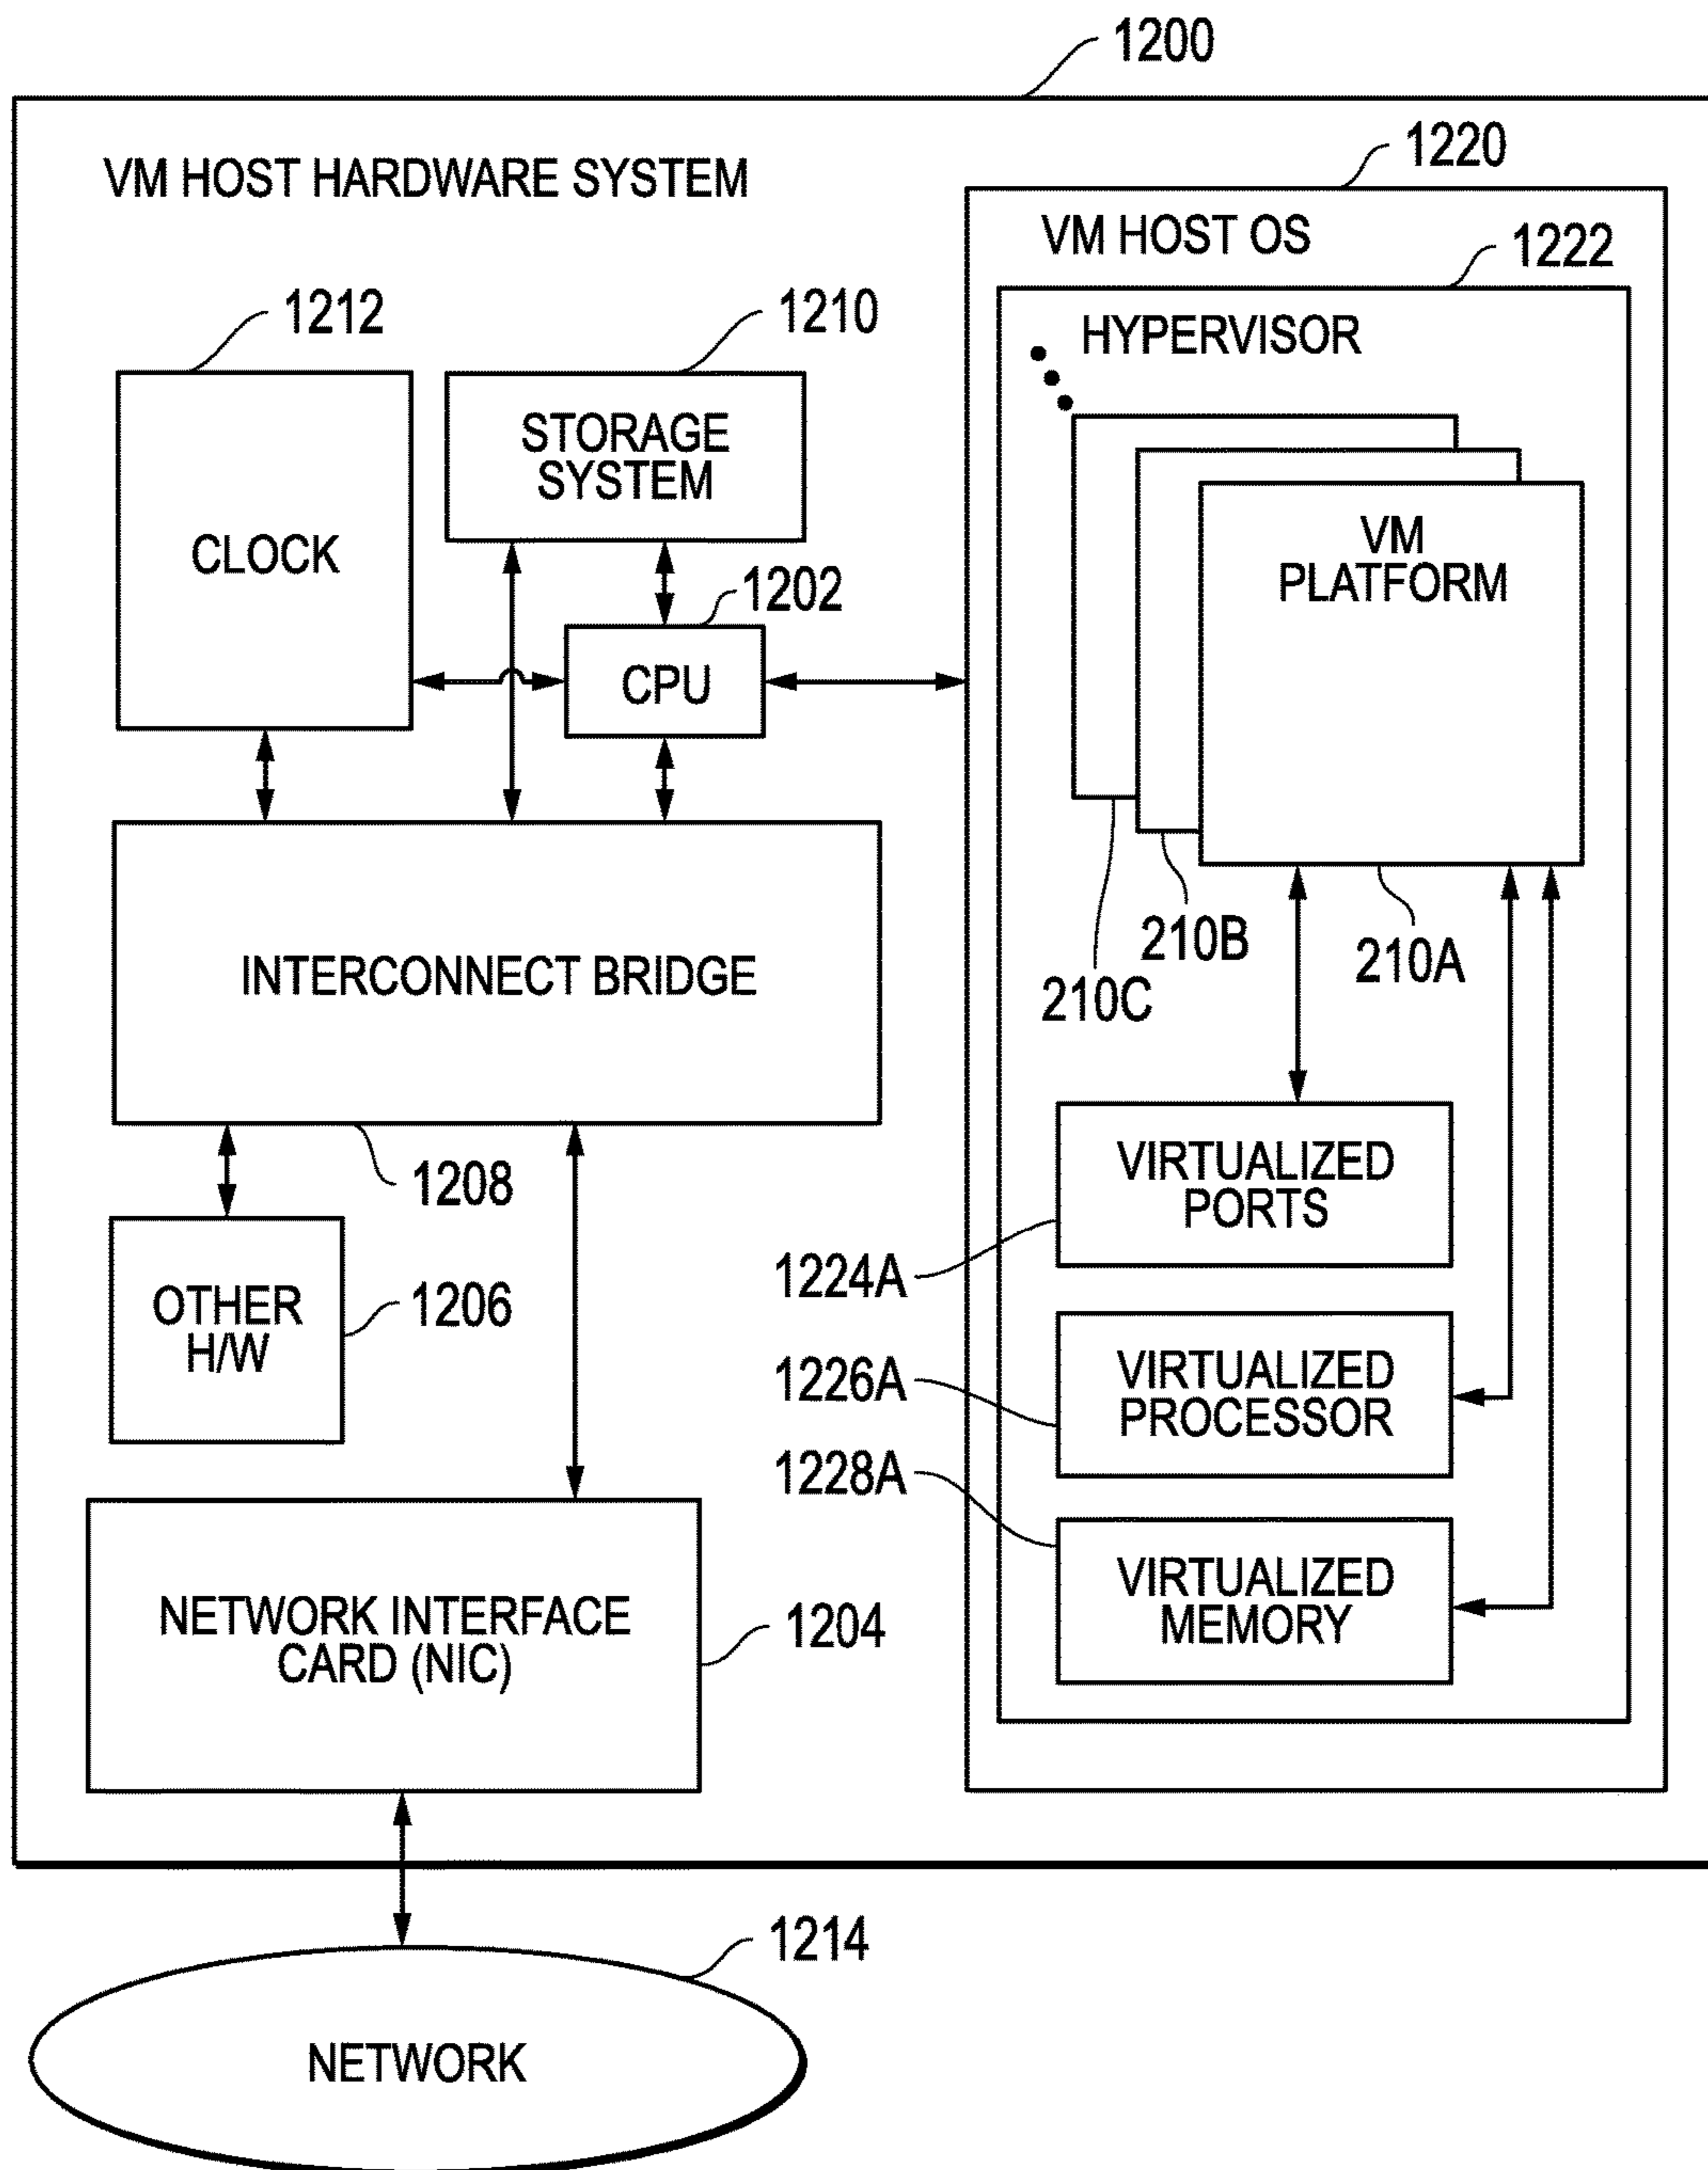 1200
VM HOST HARDWARE SYSTEM
1220
VM HOST OS
1222
HYPERVISOR
1212
1210
CLOCK
STORAGE
SYSTEM
1202
CPU
VM
PLATFORM
210B
210A
210C
INTERCONNECT BRIDGE
1208
OTHER
H/W
1206
VIRTUALIZED
PORTS
1224A
VIRTUALIZED
PROCESSOR
1226A
1228A
VIRTUALIZED
MEMORY
NETWORK INTERFACE
CARD (NIC)
1204
1214
NETWORK